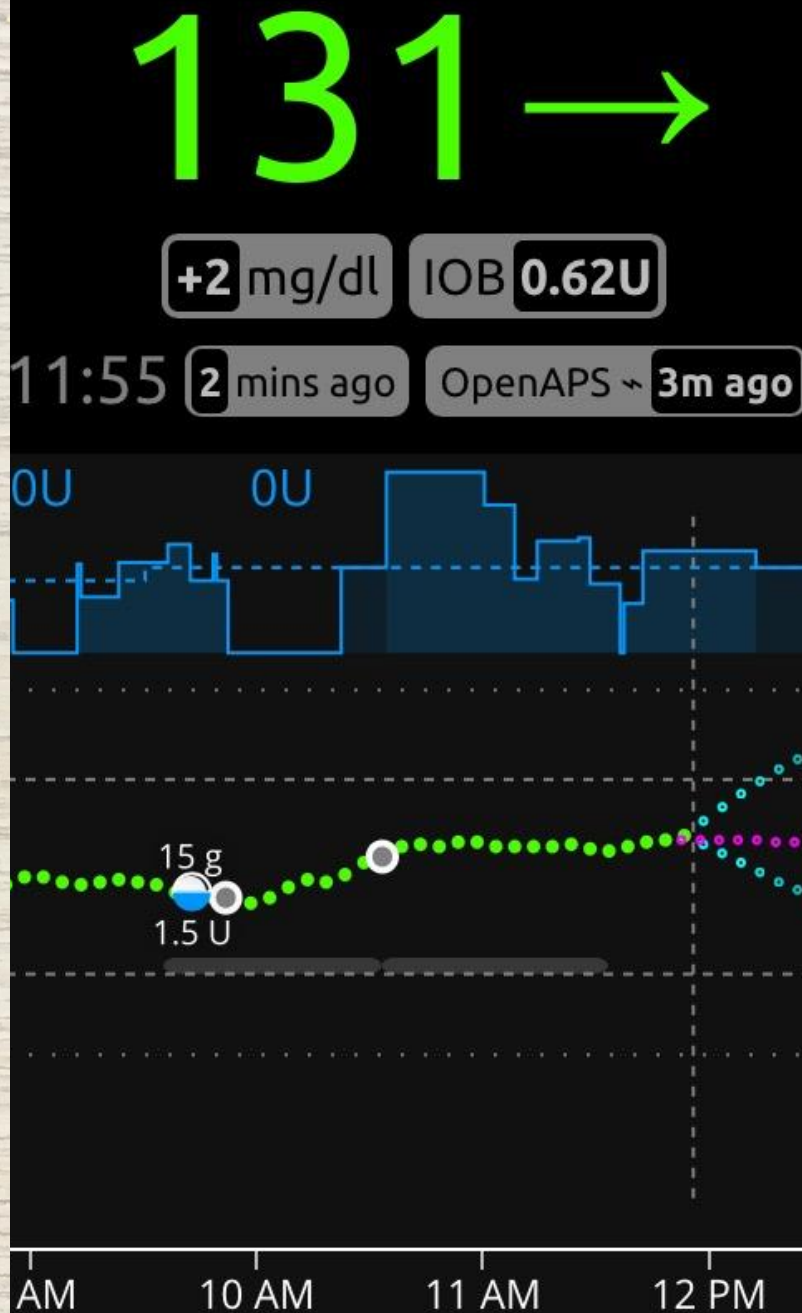 131→
+2 mg/dl IOB 0.62U
11:55 2 mins ago OpenAPS ⌁ 3m ago
0U 0U
15 g
1.5 U
AM 10 AM 11 AM 12 PM